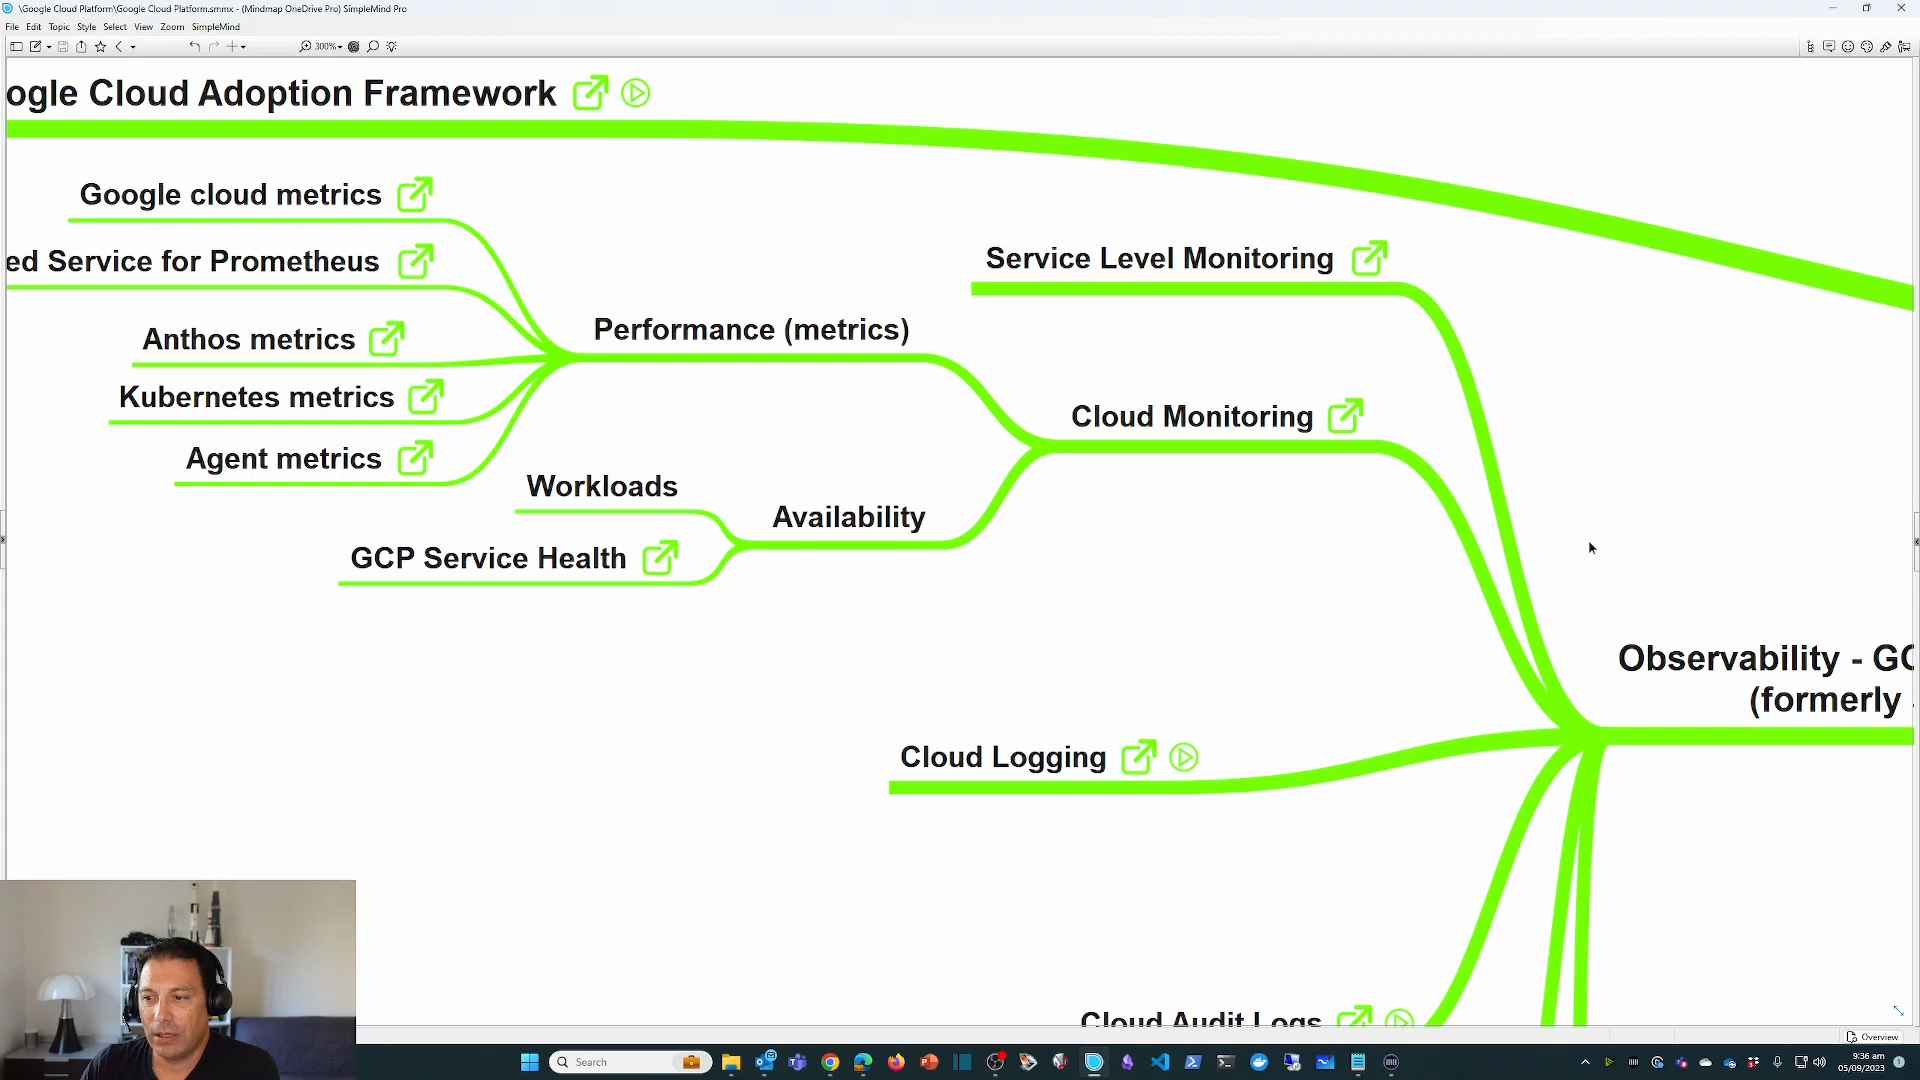 \Google Cloud Platform\Google Cloud Platform.smmx - (Mindmap OneDrive Pro) SimpleMind Pro
File Edit Topic Style Select View Zoom SimpleMind
300%
ogle Cloud Adoption Framework
Google cloud metrics
ed Service for Prometheus
Anthos metrics
Kubernetes metrics
Agent metrics
Performance (metrics)
Service Level Monitoring
Cloud Monitoring
Workloads
Availability
GCP Service Health
Observability - GC
(formerly
Cloud Logging
Cloud Audit Logs
Overview
Search
9:36 am
05/09/2023